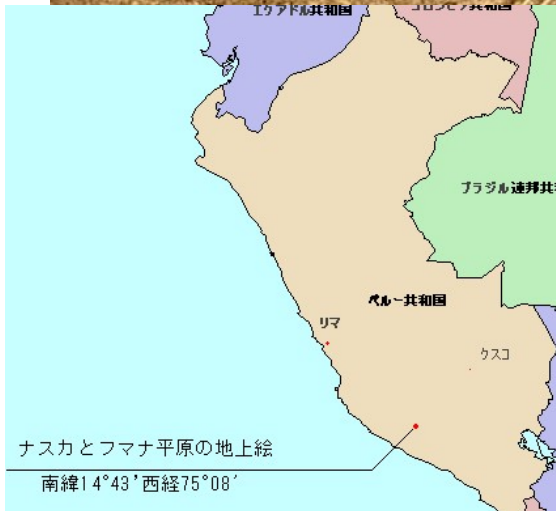 エクアドル共和国
コロンビア共和国
ブラジル連邦共
ペルー共和国
リマ
クスコ
ナスカとフマナ平原の地上絵
南緯14°43’西経75°08′